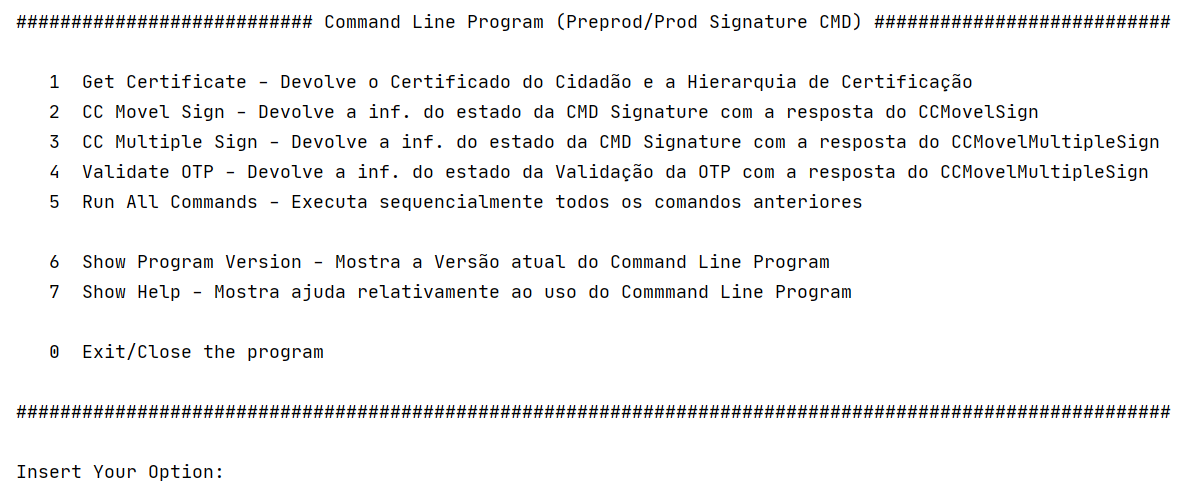 ########################### Command Line Program (Preprod/Prod Signature CMD) ###########################
1 Get Certificate – Devolve o Certificado do Cidadão e a Hierarquia de Certificação
2 CC Movel Sign – Devolve a inf. do estado da CMD Signature com a resposta do CCMovelSign
3 CC Multiple Sign – Devolve a inf. do estado da CMD Signature com a resposta do CCMovelMultipleSign
4 Validate OTP – Devolve a inf. do estado da Validação da OTP com a resposta do CCMovelMultipleSign
5 Run All Commands – Executa sequencialmente todos os comandos anteriores
6 Show Program Version – Mostra a Versão atual do Command Line Program
7 Show Help – Mostra ajuda relativamente ao uso do Commmand Line Program
0 Exit/Close the program
#########################################################################################################
Insert Your Option: